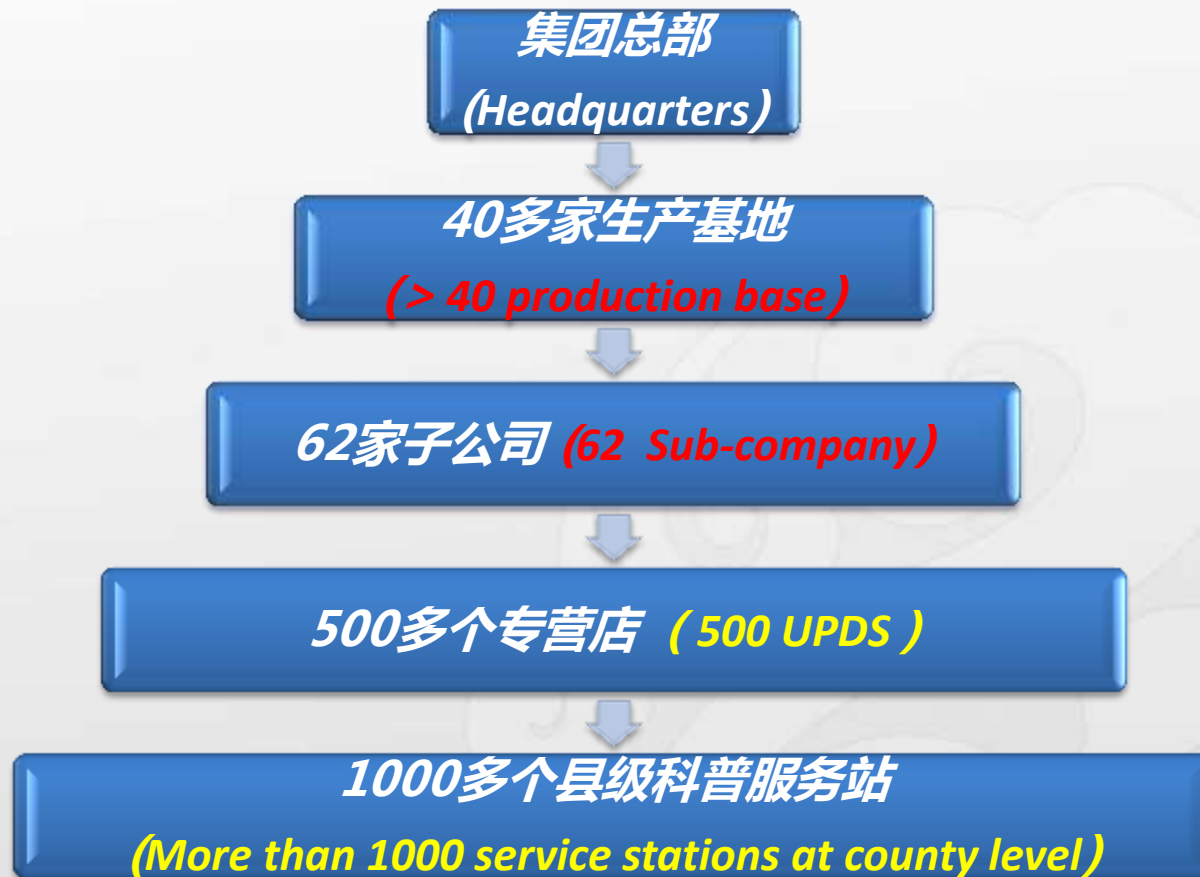 集团总部
(Headquarters)
40多家生产基地
(> 40 production base)
62家子公司 (62 Sub-company)
500多个专营店 ( 500 UPDS )
1000多个县级科普服务站
(More than 1000 service stations at county level)